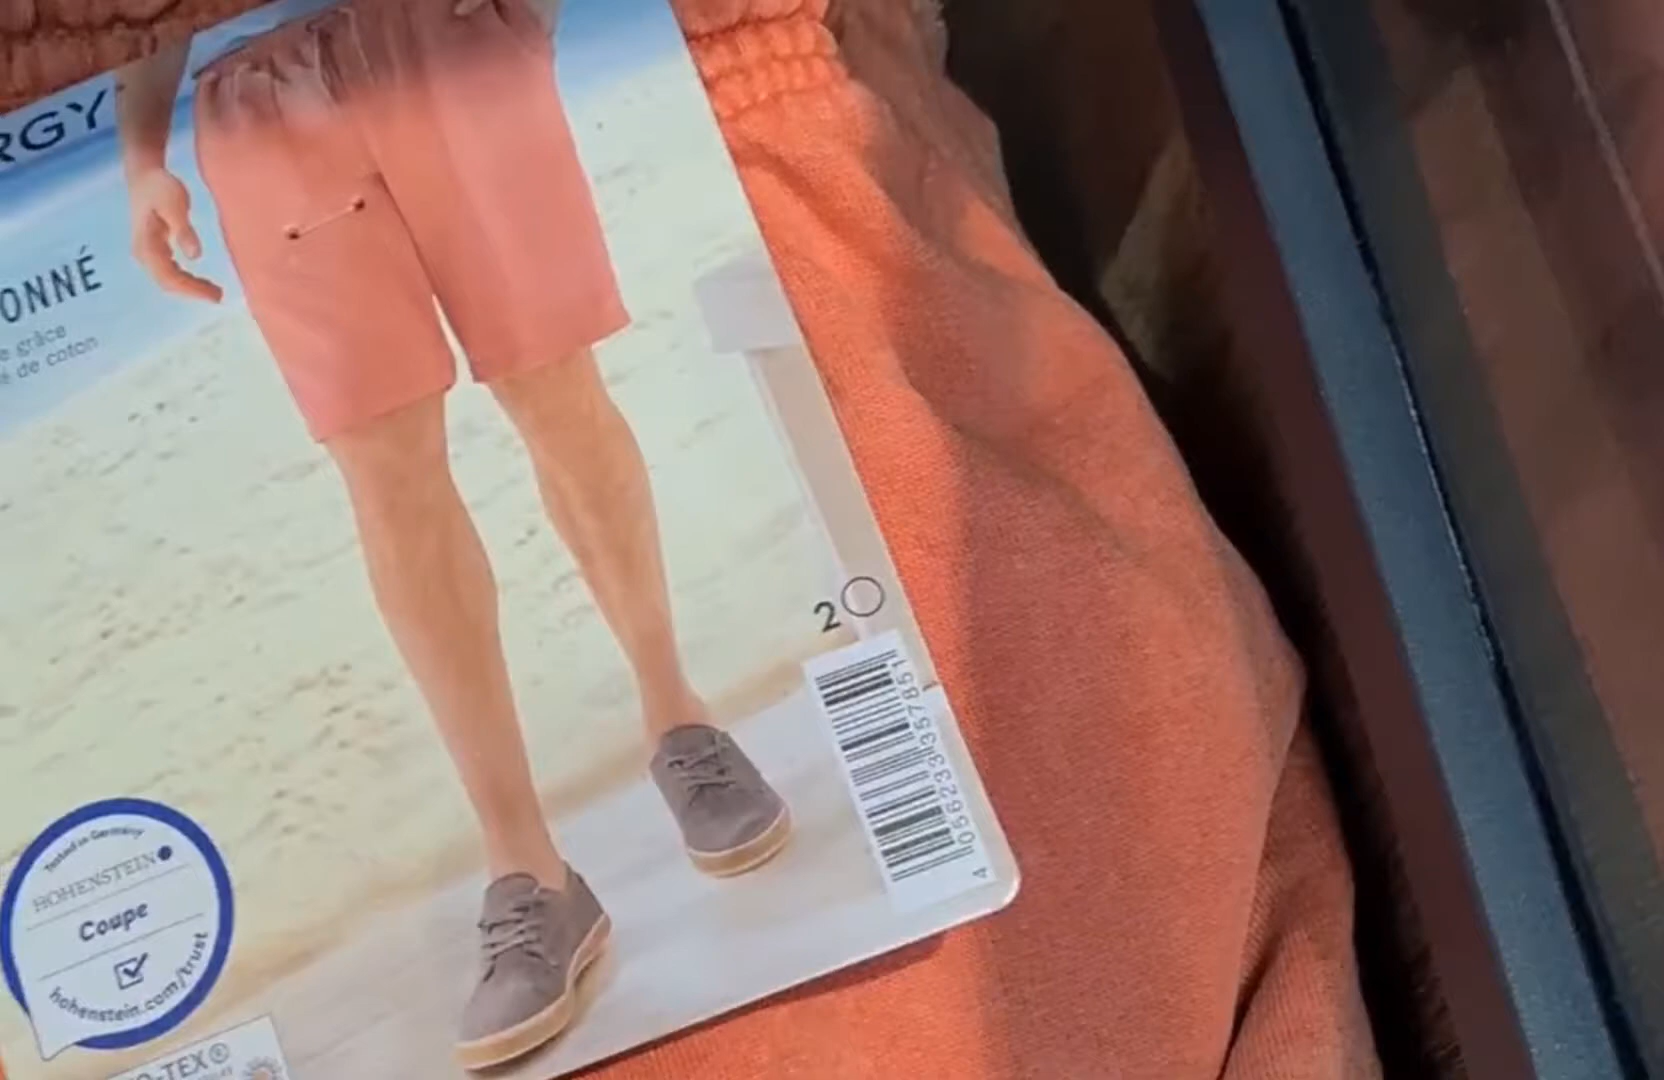 RGY
ONNÉ
e grâce
é de coton
2
4 056233 357851
Tested in Germany
HOHENSTEIN
Coupe
hohenstein.com/trust
O-TEX®